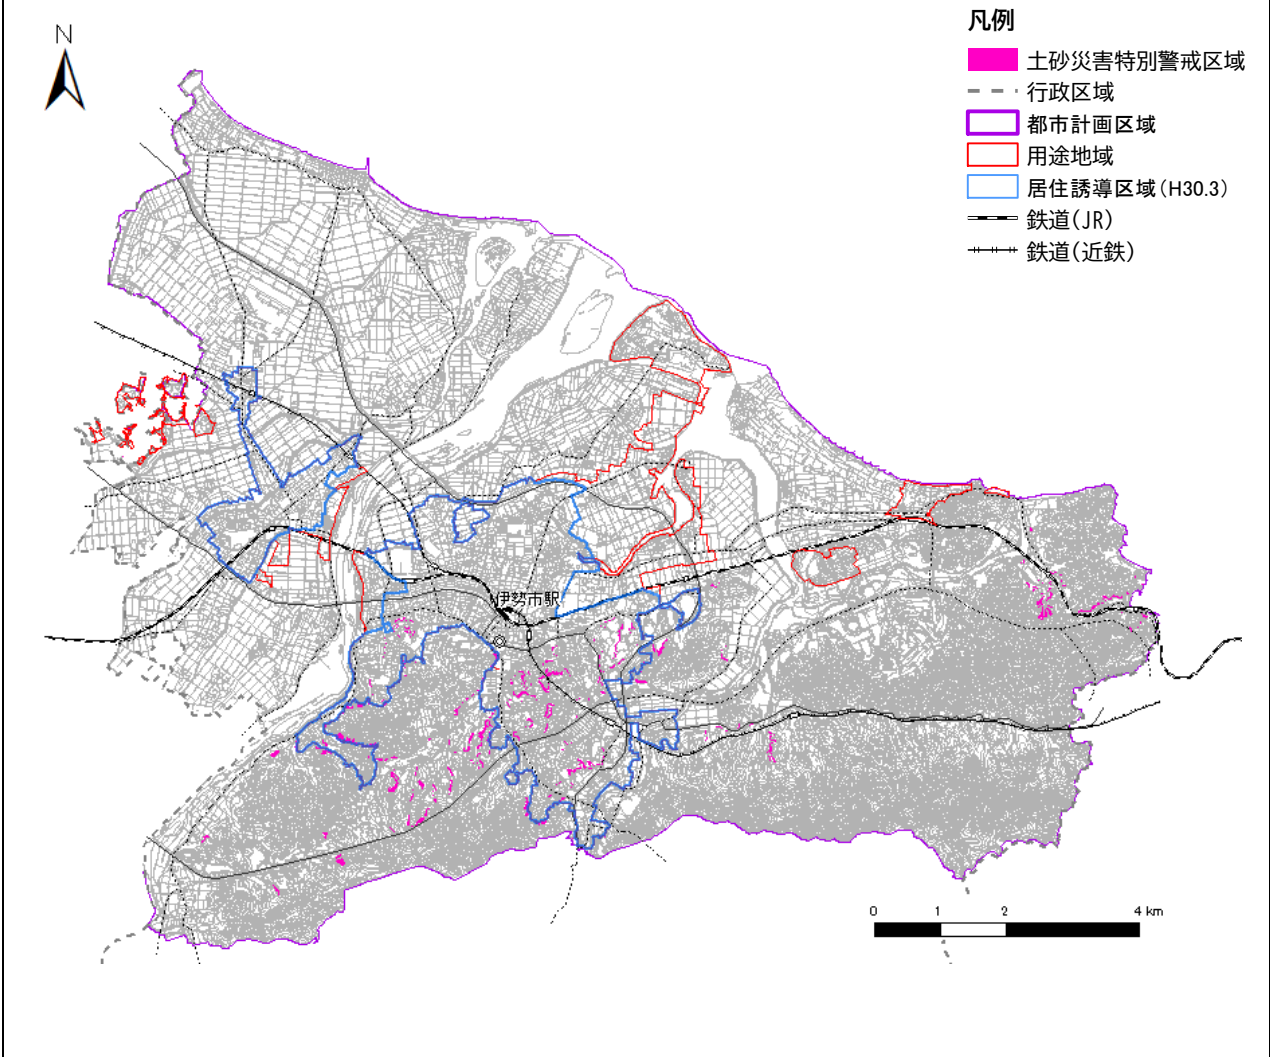 N
凡例
土砂災害特別警戒区域
行政区域
都市計画区域
用途地域
居住誘導区域(H30.3)
鉄道(JR)
鉄道(近鉄)
伊勢市駅
0 1 2 4 km